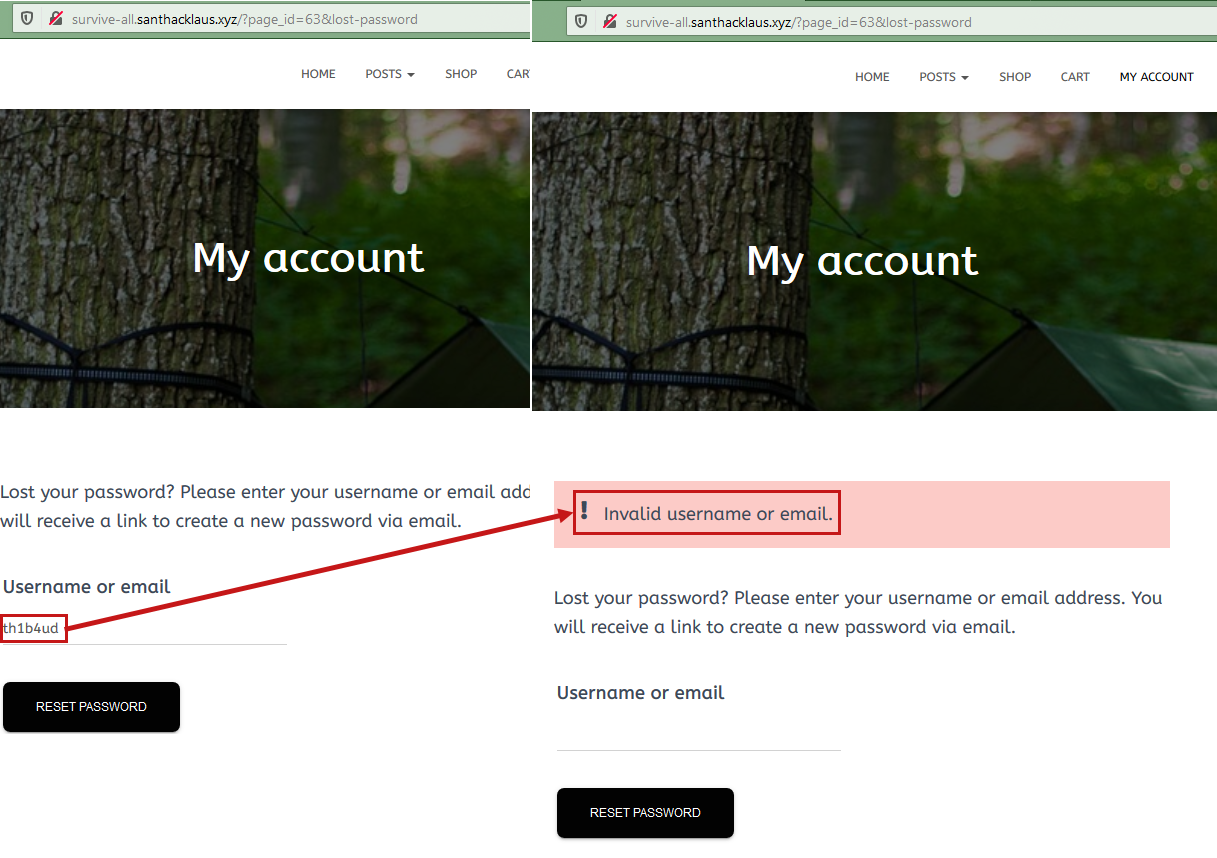 survive-all.santhacklaus.xyz/?page_id=63&lost-password
HOME POSTS SHOP CAR
My account
Lost your password? Please enter your username or email add
will receive a link to create a new password via email.
Username or email
th1b4ud
RESET PASSWORD
survive-all.santhacklaus.xyz/?page_id=63&lost-password
HOME POSTS SHOP CART MY ACCOUNT
My account
! Invalid username or email.
Lost your password? Please enter your username or email address. You
will receive a link to create a new password via email.
Username or email
RESET PASSWORD